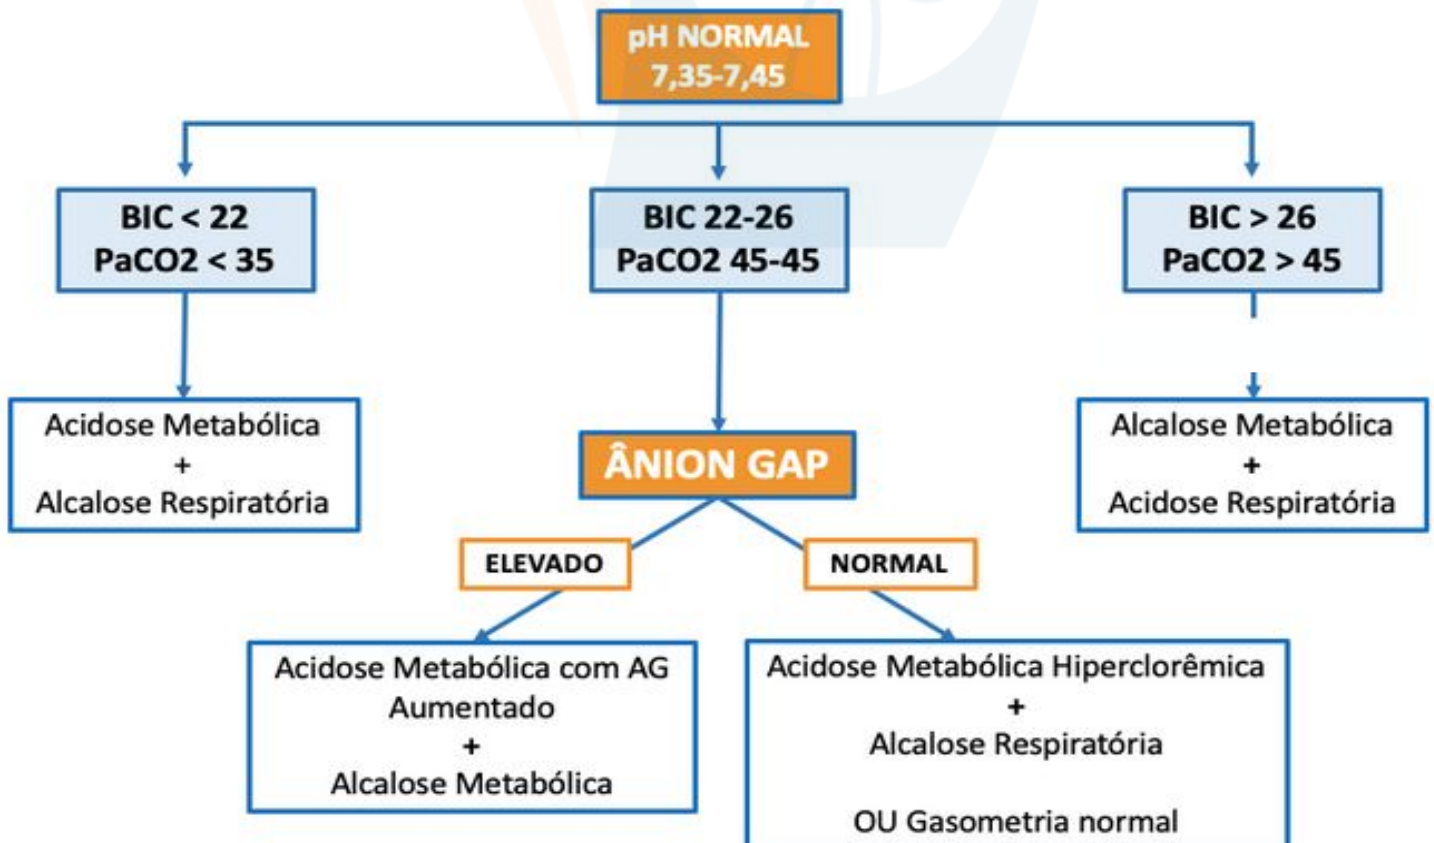 pH NORMAL
7,35-7,45
BIC < 22
PaCO2 < 35
BIC 22-26
PaCO2 45-45
BIC > 26
PaCO2 > 45
Acidose Metabólica
+
Alcalose Respiratória
ÂNION GAP
Alcalose Metabólica
+
Acidose Respiratória
ELEVADO
NORMAL
Acidose Metabólica com AG
Aumentado
+
Alcalose Metabólica
Acidose Metabólica Hiperclorêmica
+
Alcalose Respiratória
OU Gasometria normal